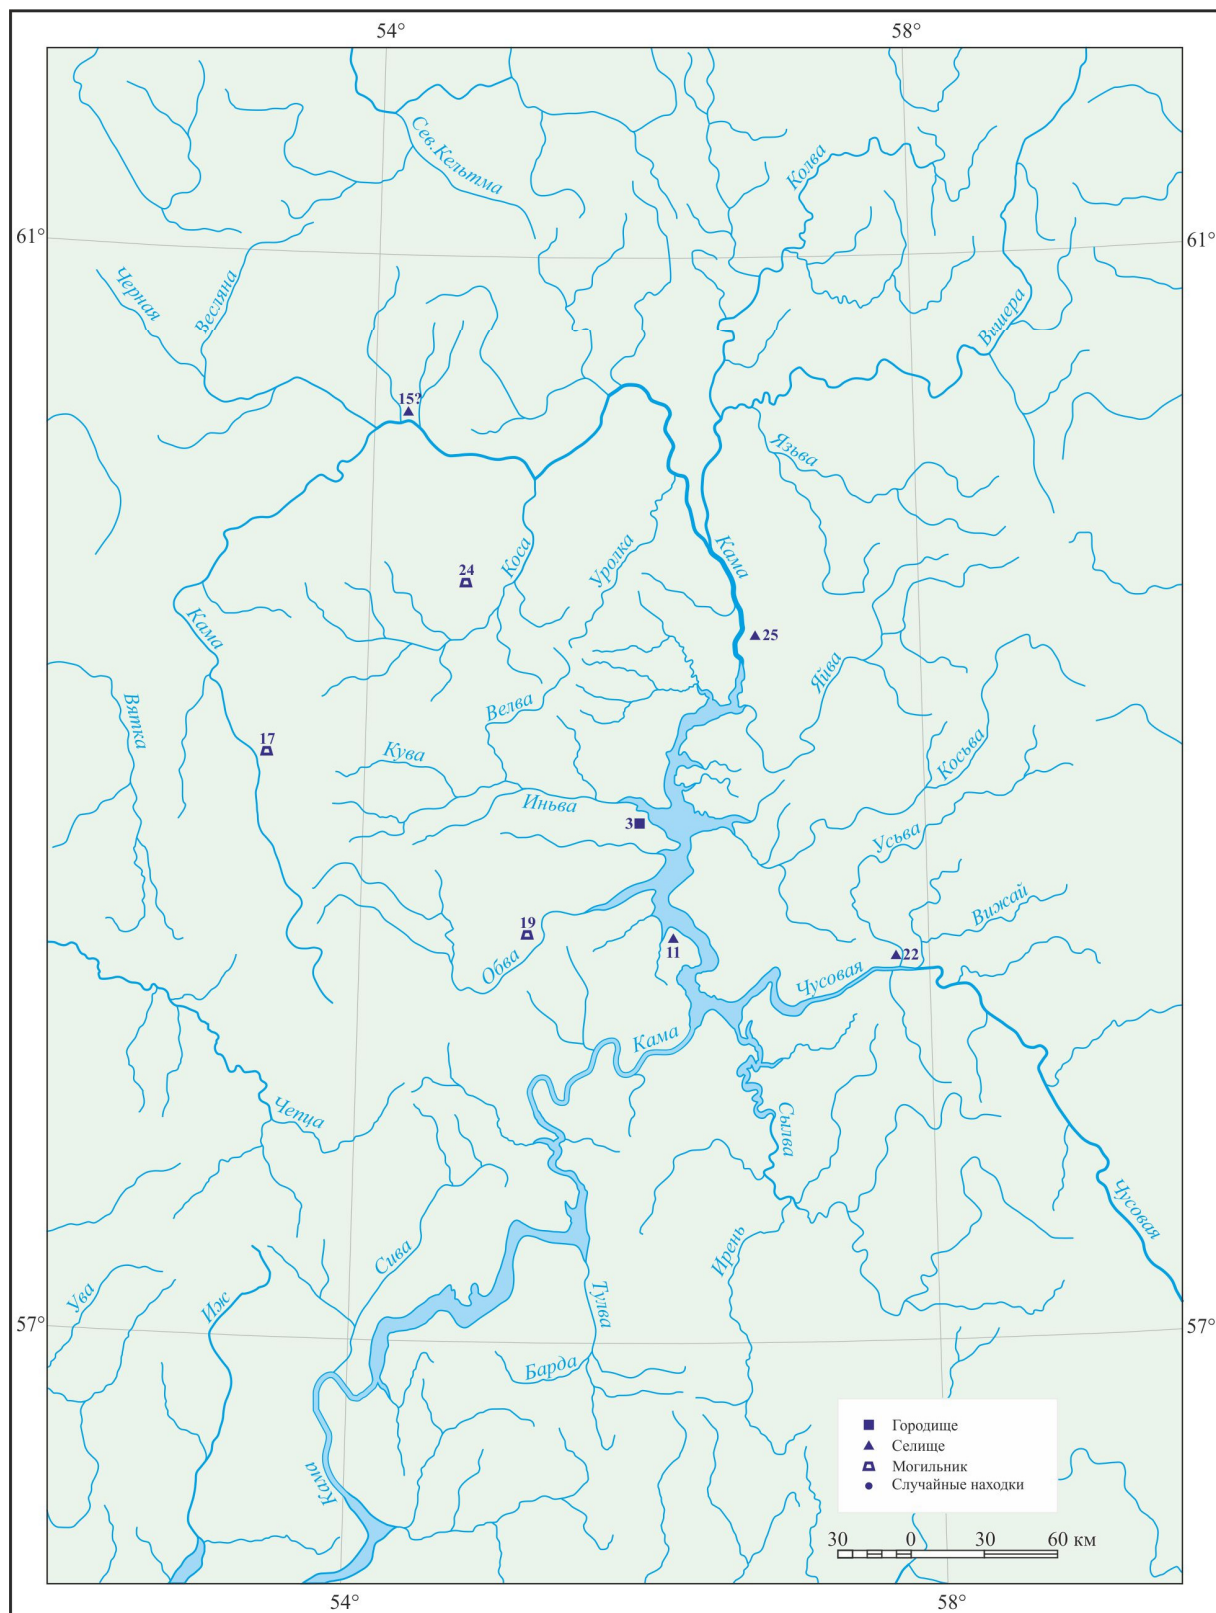 54°
58°
Сев.Кельтма
Колва
61°
61°
Черная
Весляна
Вишера
15?
Язьва
Кама
24
Коса
Уролка
Кама
25
Яйва
Вятка
Велва
17
Кува
Косьва
Иньва
3
Усьва
Вижай
19
11
22
Обва
Чусовая
Кама
Чепца
Сылва
Чусовая
Сива
Ирень
Ува
Иж
Тулва
57°
57°
Барда
Кама
Городище
Селище
Могильник
Случайные находки
30 0 30 60 км
54°
58°